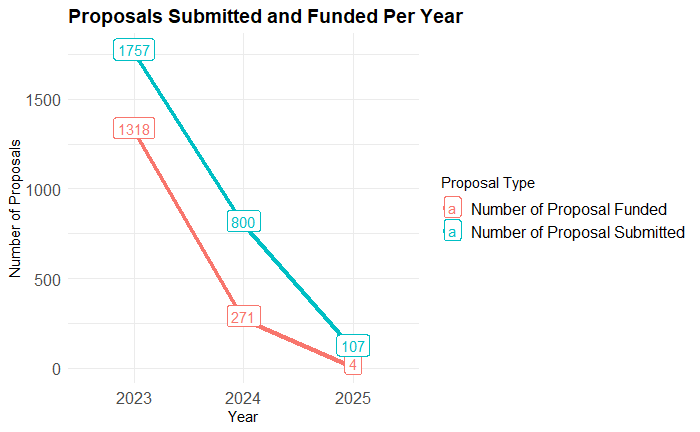 Proposals Submitted and Funded Per Year
Number of Proposals
1500
1000
500
0
1757
1318
800
271
107
4
2023 2024 2025
Year
Proposal Type
a Number of Proposal Funded
a Number of Proposal Submitted